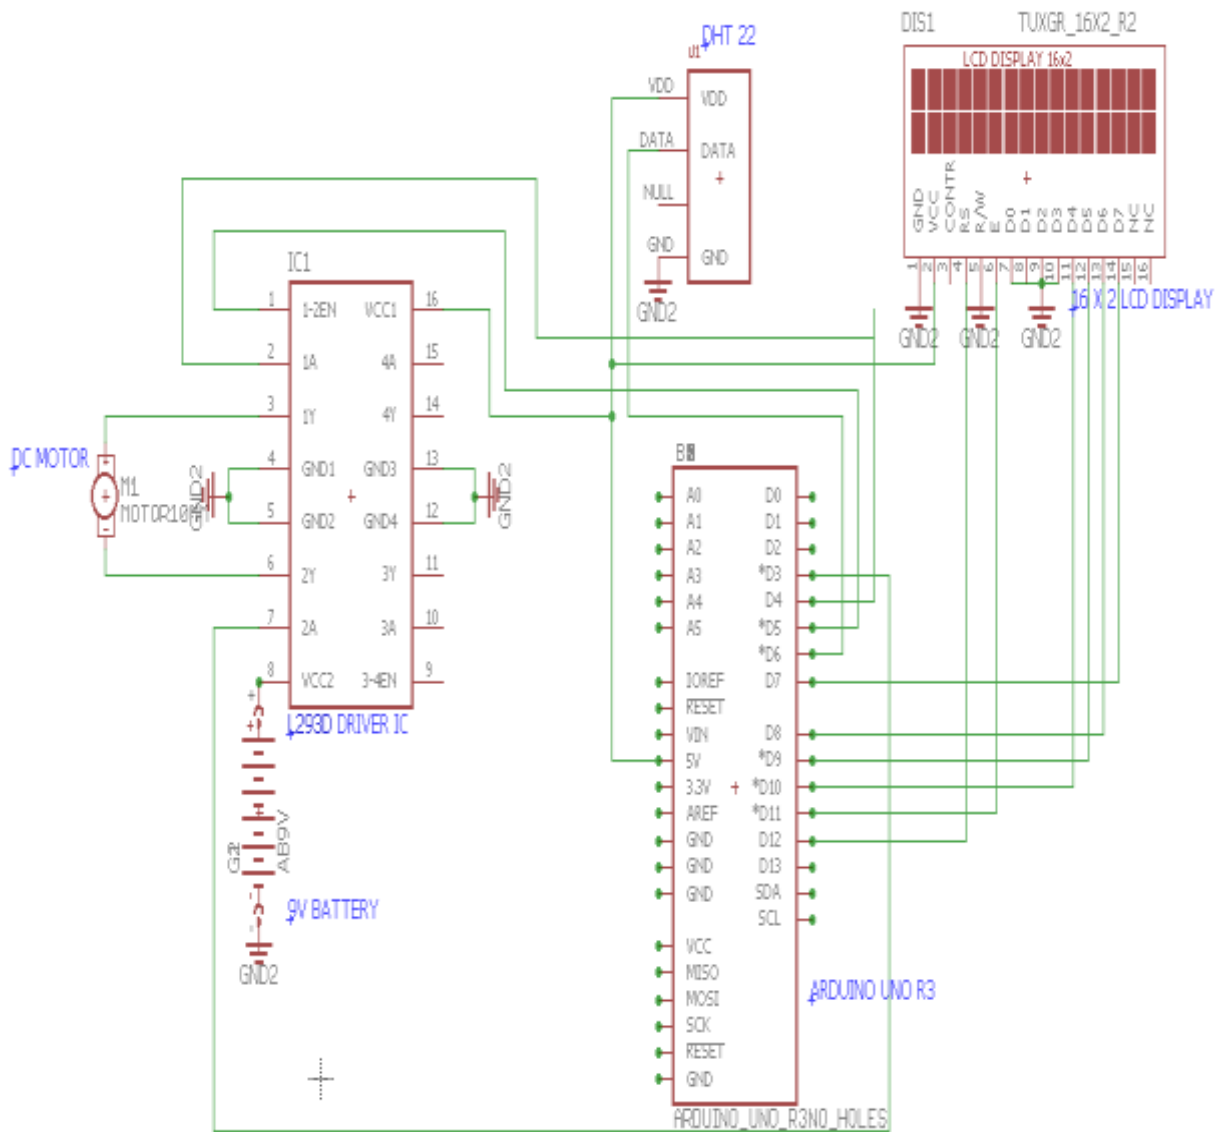 DIS1 TUXGR_16X2_R2
LCD DISPLAY 16x2
GND VCC CONTR RS R/W E D0 D1 D2 D3 D4 D5 D6 D7 NC NC
1 2 3 4 5 6 7 8 9 10 11 12 13 14 15 16
GND2 GND2 GND2
16 X 2 LCD DISPLAY
DHT 22
U1
VDD VDD
DATA DATA
NULL
GND GND
GND2
IC1
1 1-2EN VCC1 16
2 1A 4A 15
3 1Y 4Y 14
4 GND1 GND3 13
5 GND2 GND4 12
6 2Y 3Y 11
7 2A 3A 10
8 VCC2 3-4EN 9
L293D DRIVER IC
GND2
GND2
DC MOTOR
M1
+
-
AB9V
9V BATTERY
GND2
A0 D0
A1 D1
A2 D2
A3 *D3
A4 D4
A5 *D5
*D6
IOREF D7
RESET
VIN D8
5V *D9
3.3V *D10
AREF *D11
GND D12
GND D13
GND SDA
SCL
VCC
MISO
MOSI
SCK
RESET
GND
ARDUINO UNO R3
ARDUINO_UNO_R3NO_HOLES